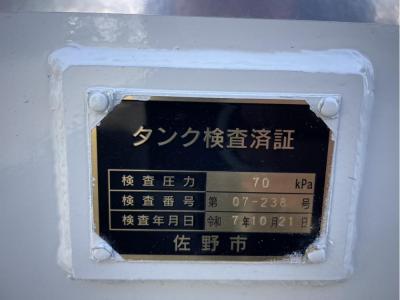 タンク検査済証
検査圧力 70 kPa
検査番号 第 07-238 号
検査年月日 令和 7年10月21日
佐野市